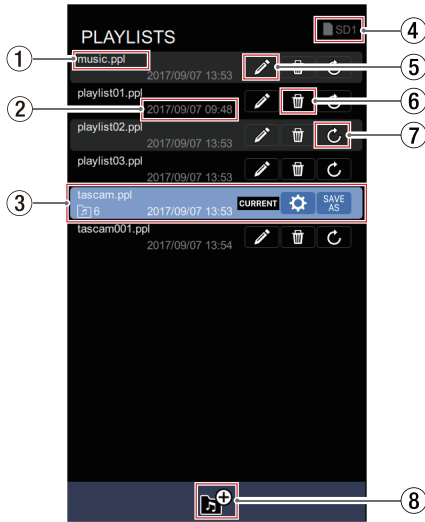 PLAYLISTS
SD1
④
① music.ppl
2017/09/07 13:53
⑤
playlist01.ppl
② 2017/09/07 09:48
⑥
playlist02.ppl
2017/09/07 13:53
⑦
playlist03.ppl
2017/09/07 13:53
③ tascam.ppl
6 2017/09/07 13:53 CURRENT SAVE
AS
tascam001.ppl
2017/09/07 13:54
⑧